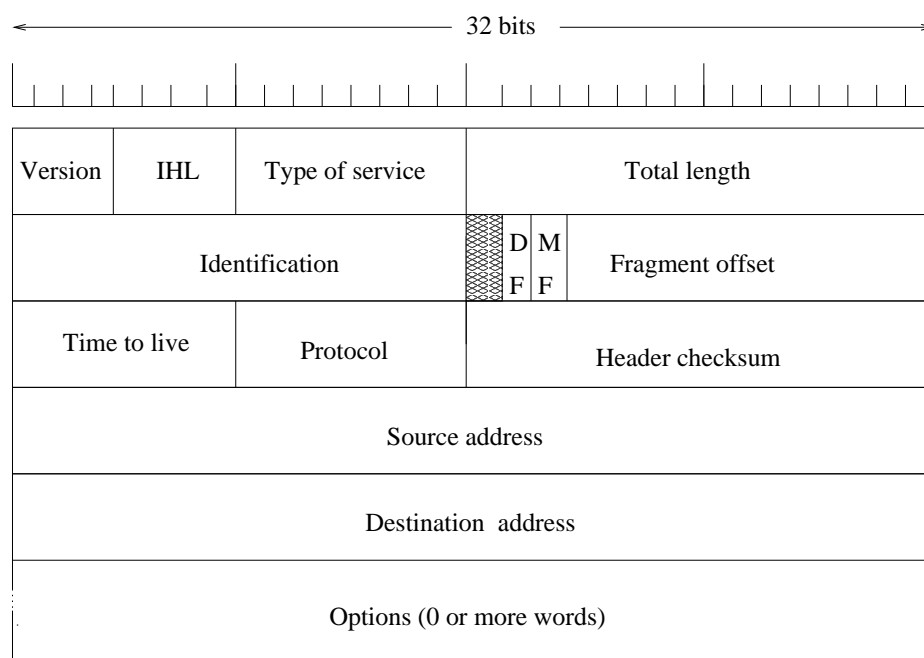 32 bits
Version IHL Type of service Total length
Identification D F M F Fragment offset
Time to live Protocol Header checksum
Source address
Destination address
Options (0 or more words)